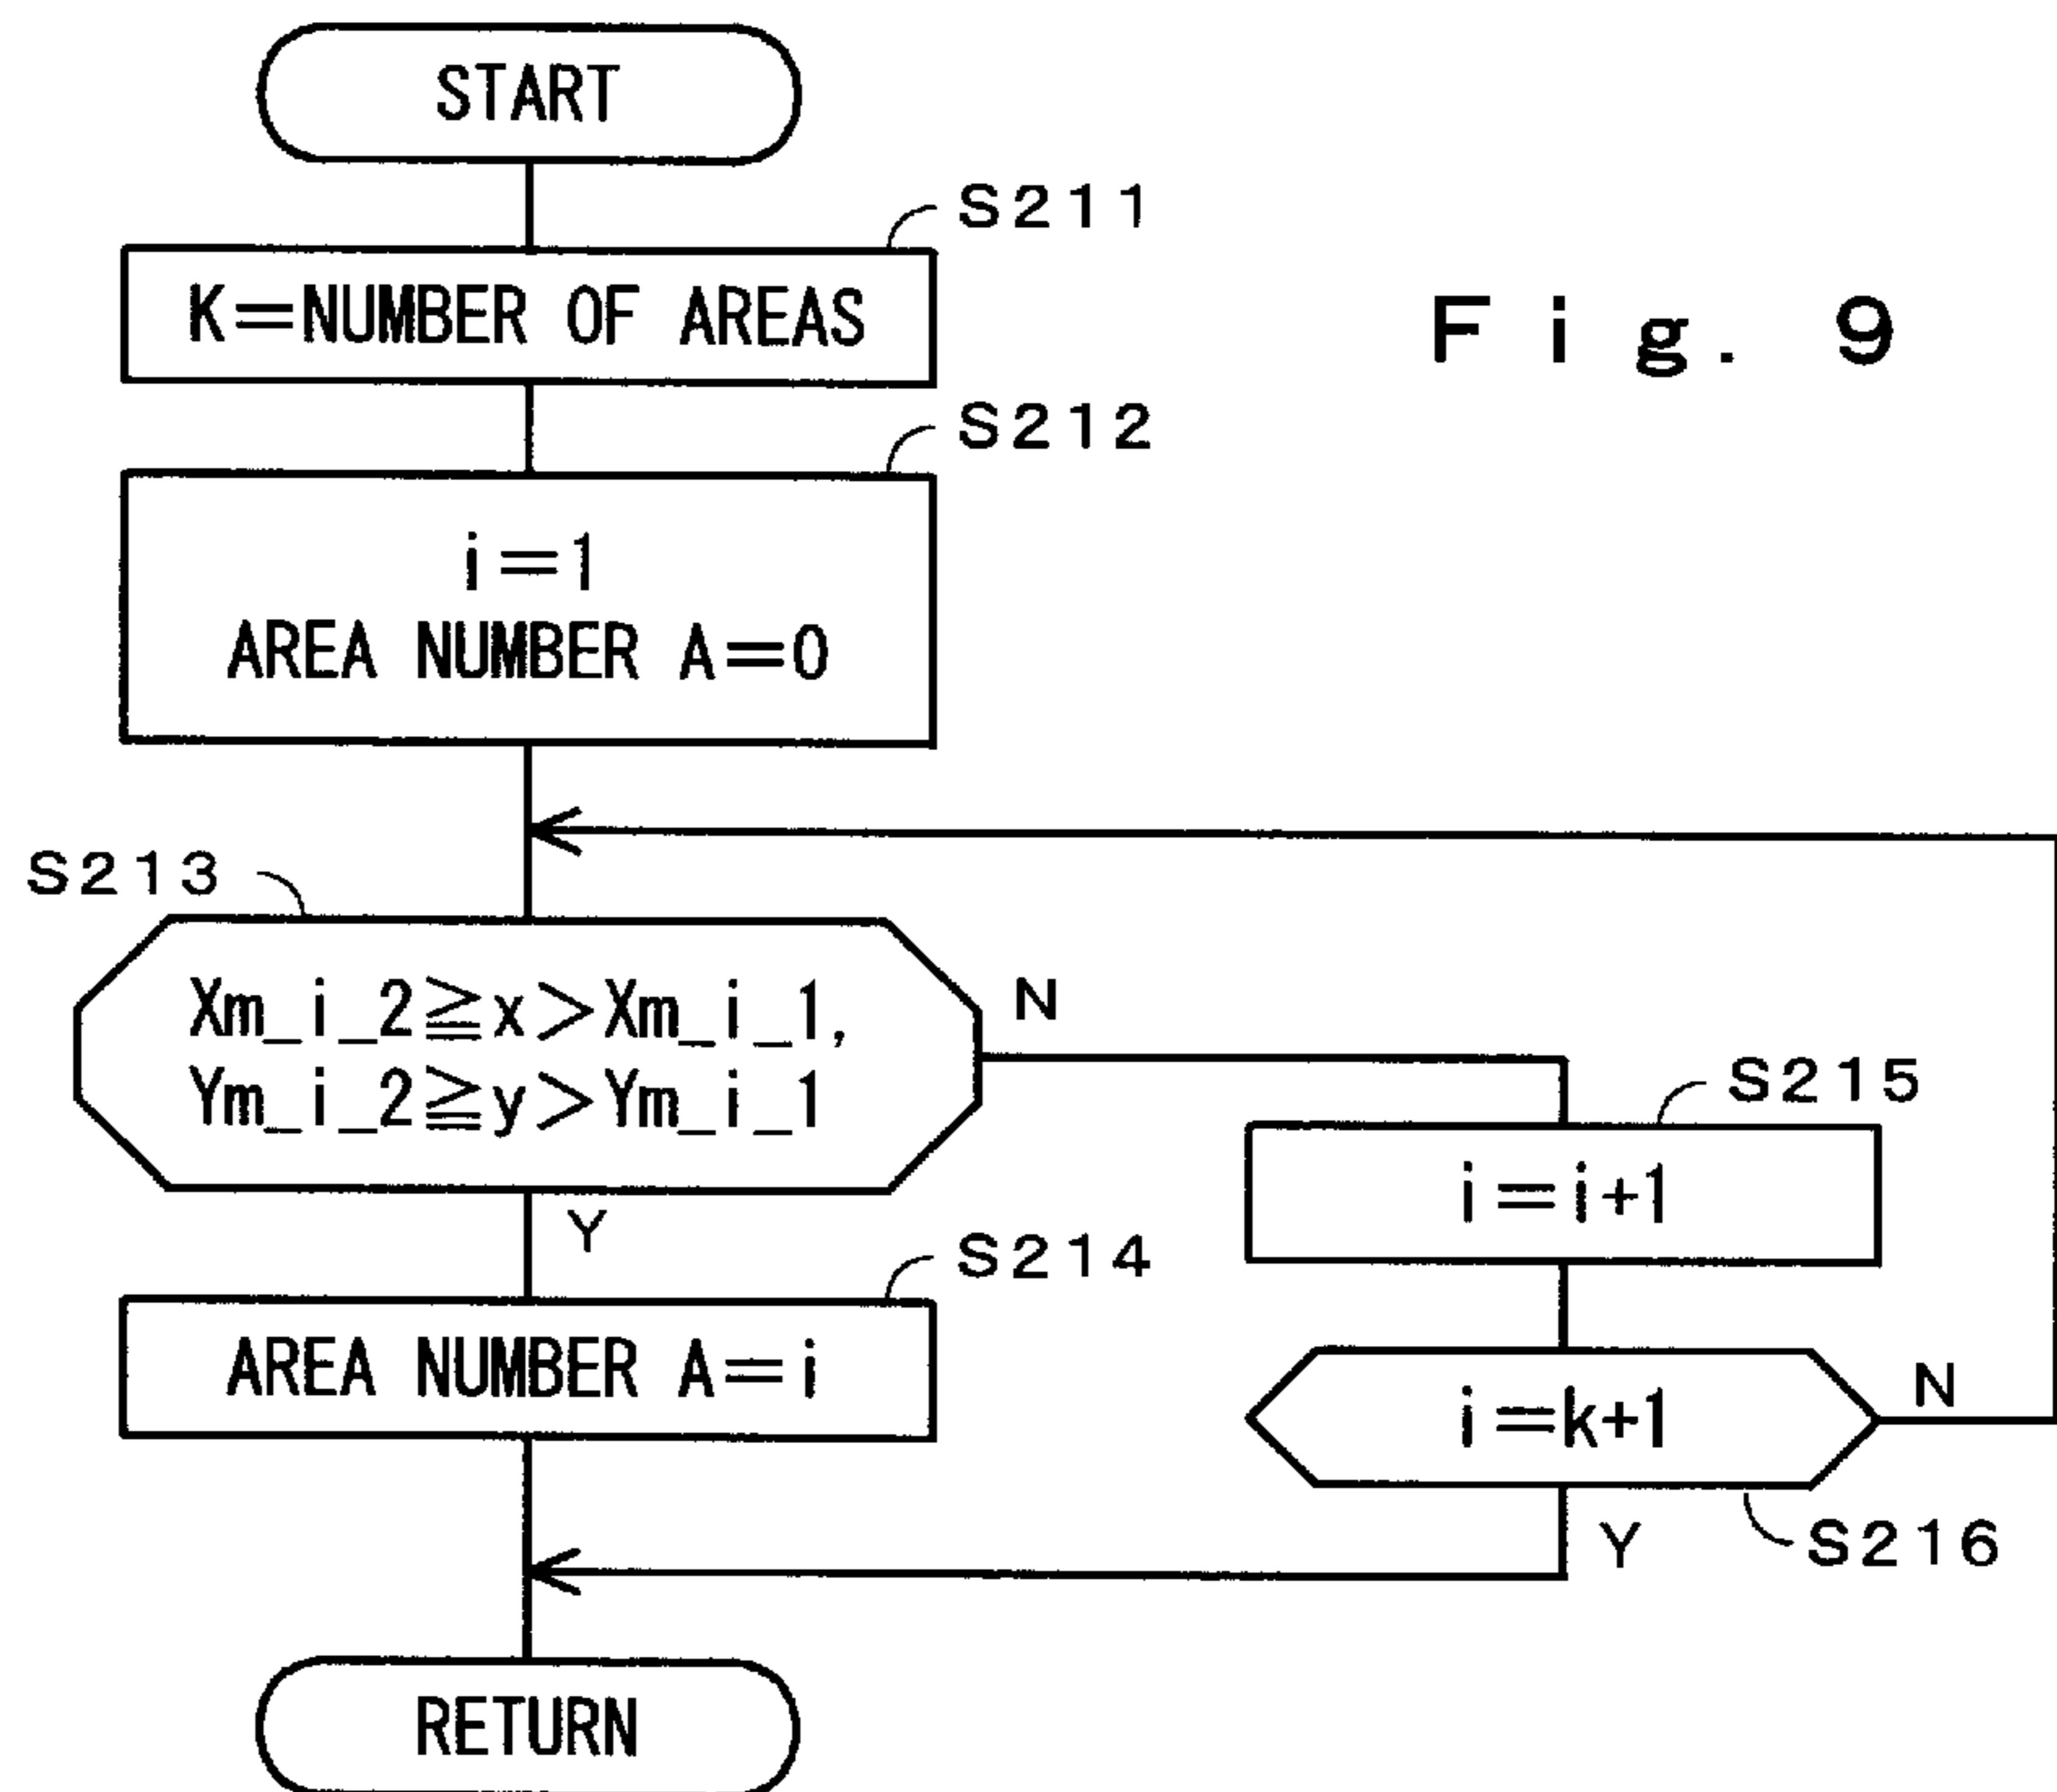 START
S211
K=NUMBER OF AREAS
Fig. 9
S212
i=1
AREA NUMBER A=0
S213
Xm_i_2≧x>Xm_i_1,
Ym_i_2≧y>Ym_i_1
N
Y
S215
i=i+1
S214
AREA NUMBER A=i
i=k+1
N
Y
S216
RETURN